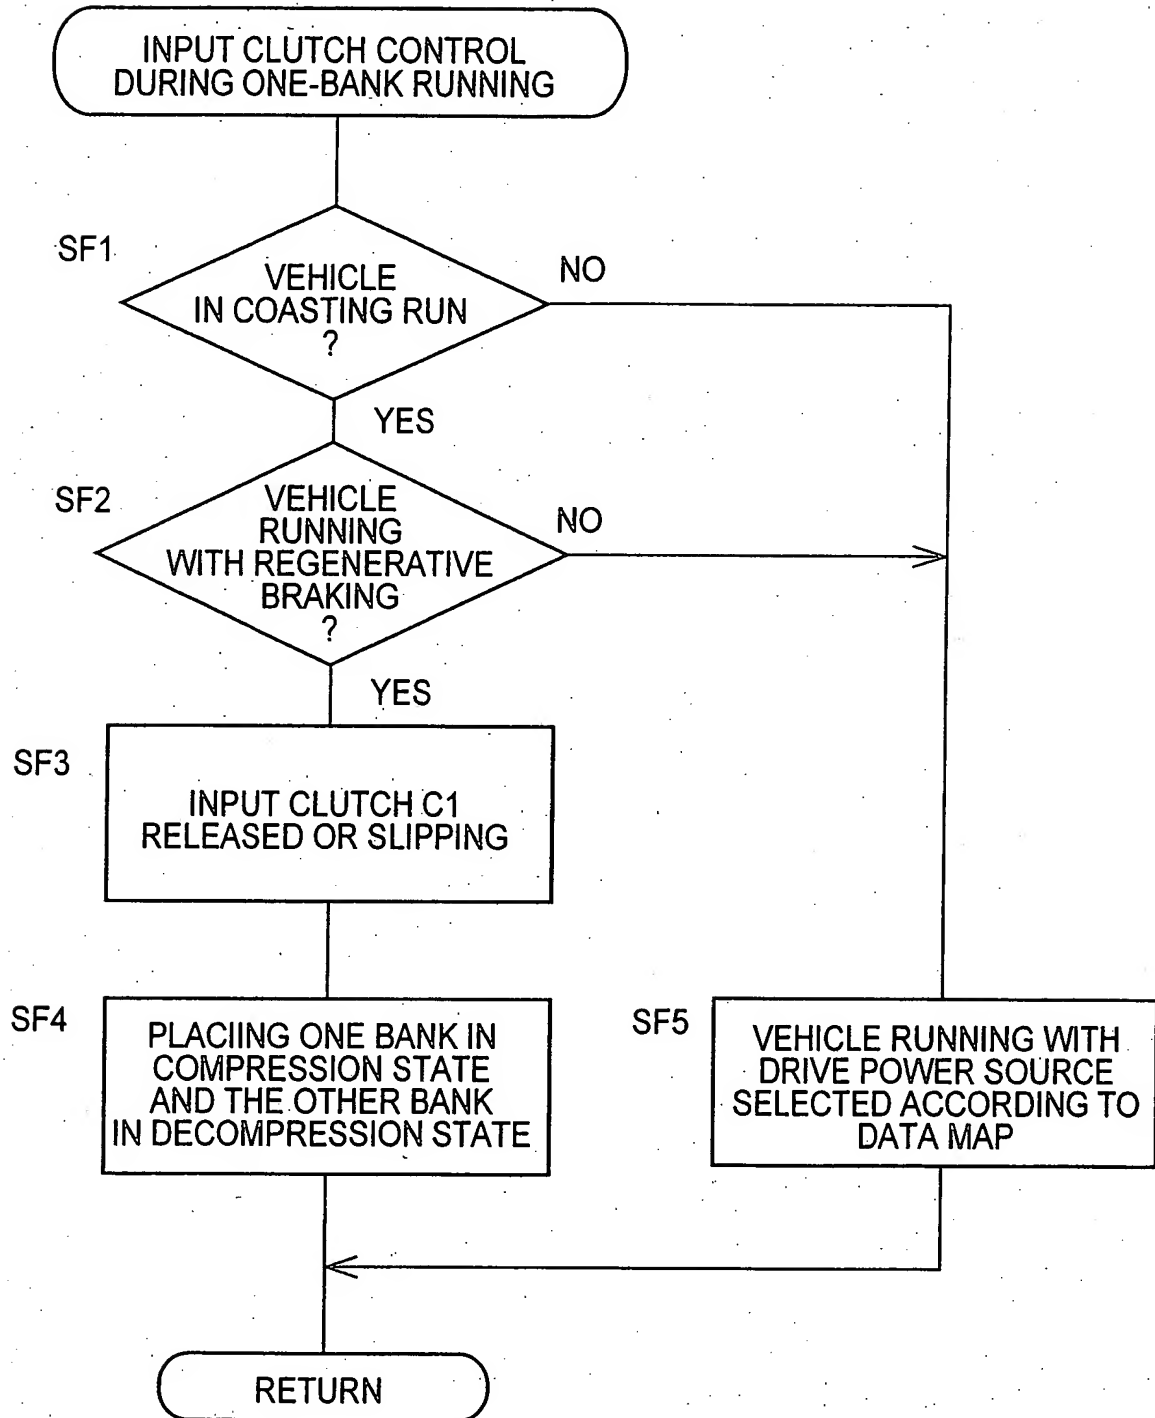 INPUT CLUTCH CONTROL
DURING ONE-BANK RUNNING
SF1
VEHICLE
IN COASTING RUN
?
NO
YES
SF2
VEHICLE
RUNNING
WITH REGENERATIVE
BRAKING
?
NO
YES
SF3
INPUT CLUTCH C1
RELEASED OR SLIPPING
SF4
PLACIING ONE BANK IN
COMPRESSION STATE
AND THE OTHER BANK
IN DECOMPRESSION STATE
SF5
VEHICLE RUNNING WITH
DRIVE POWER SOURCE
SELECTED ACCORDING TO
DATA MAP
RETURN